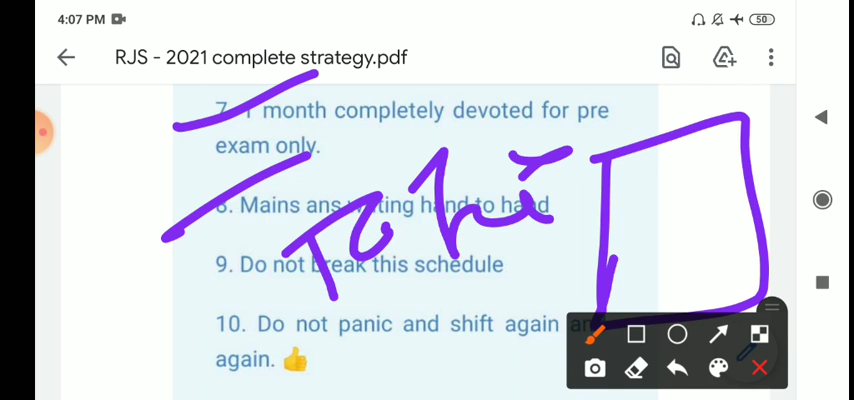 4:07 PM
50
RJS - 2021 complete strategy.pdf
7. 1 month completely devoted for pre
exam only.
8. Mains ans writing hand to hand
9. Do not break this schedule
10. Do not panic and shift again and
again. 👍